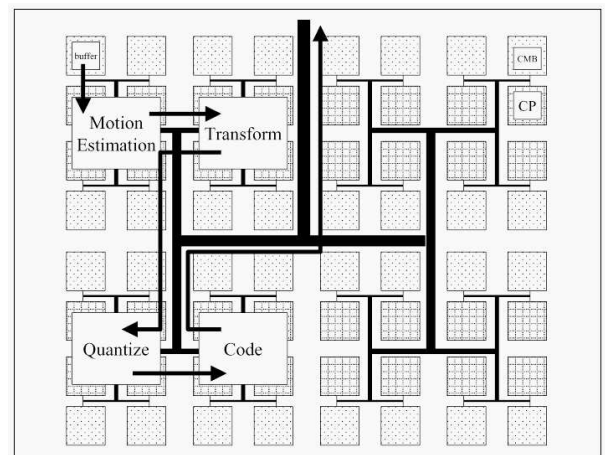 buffer
CMB
CP
Motion
Estimation
Transform
Quantize
Code